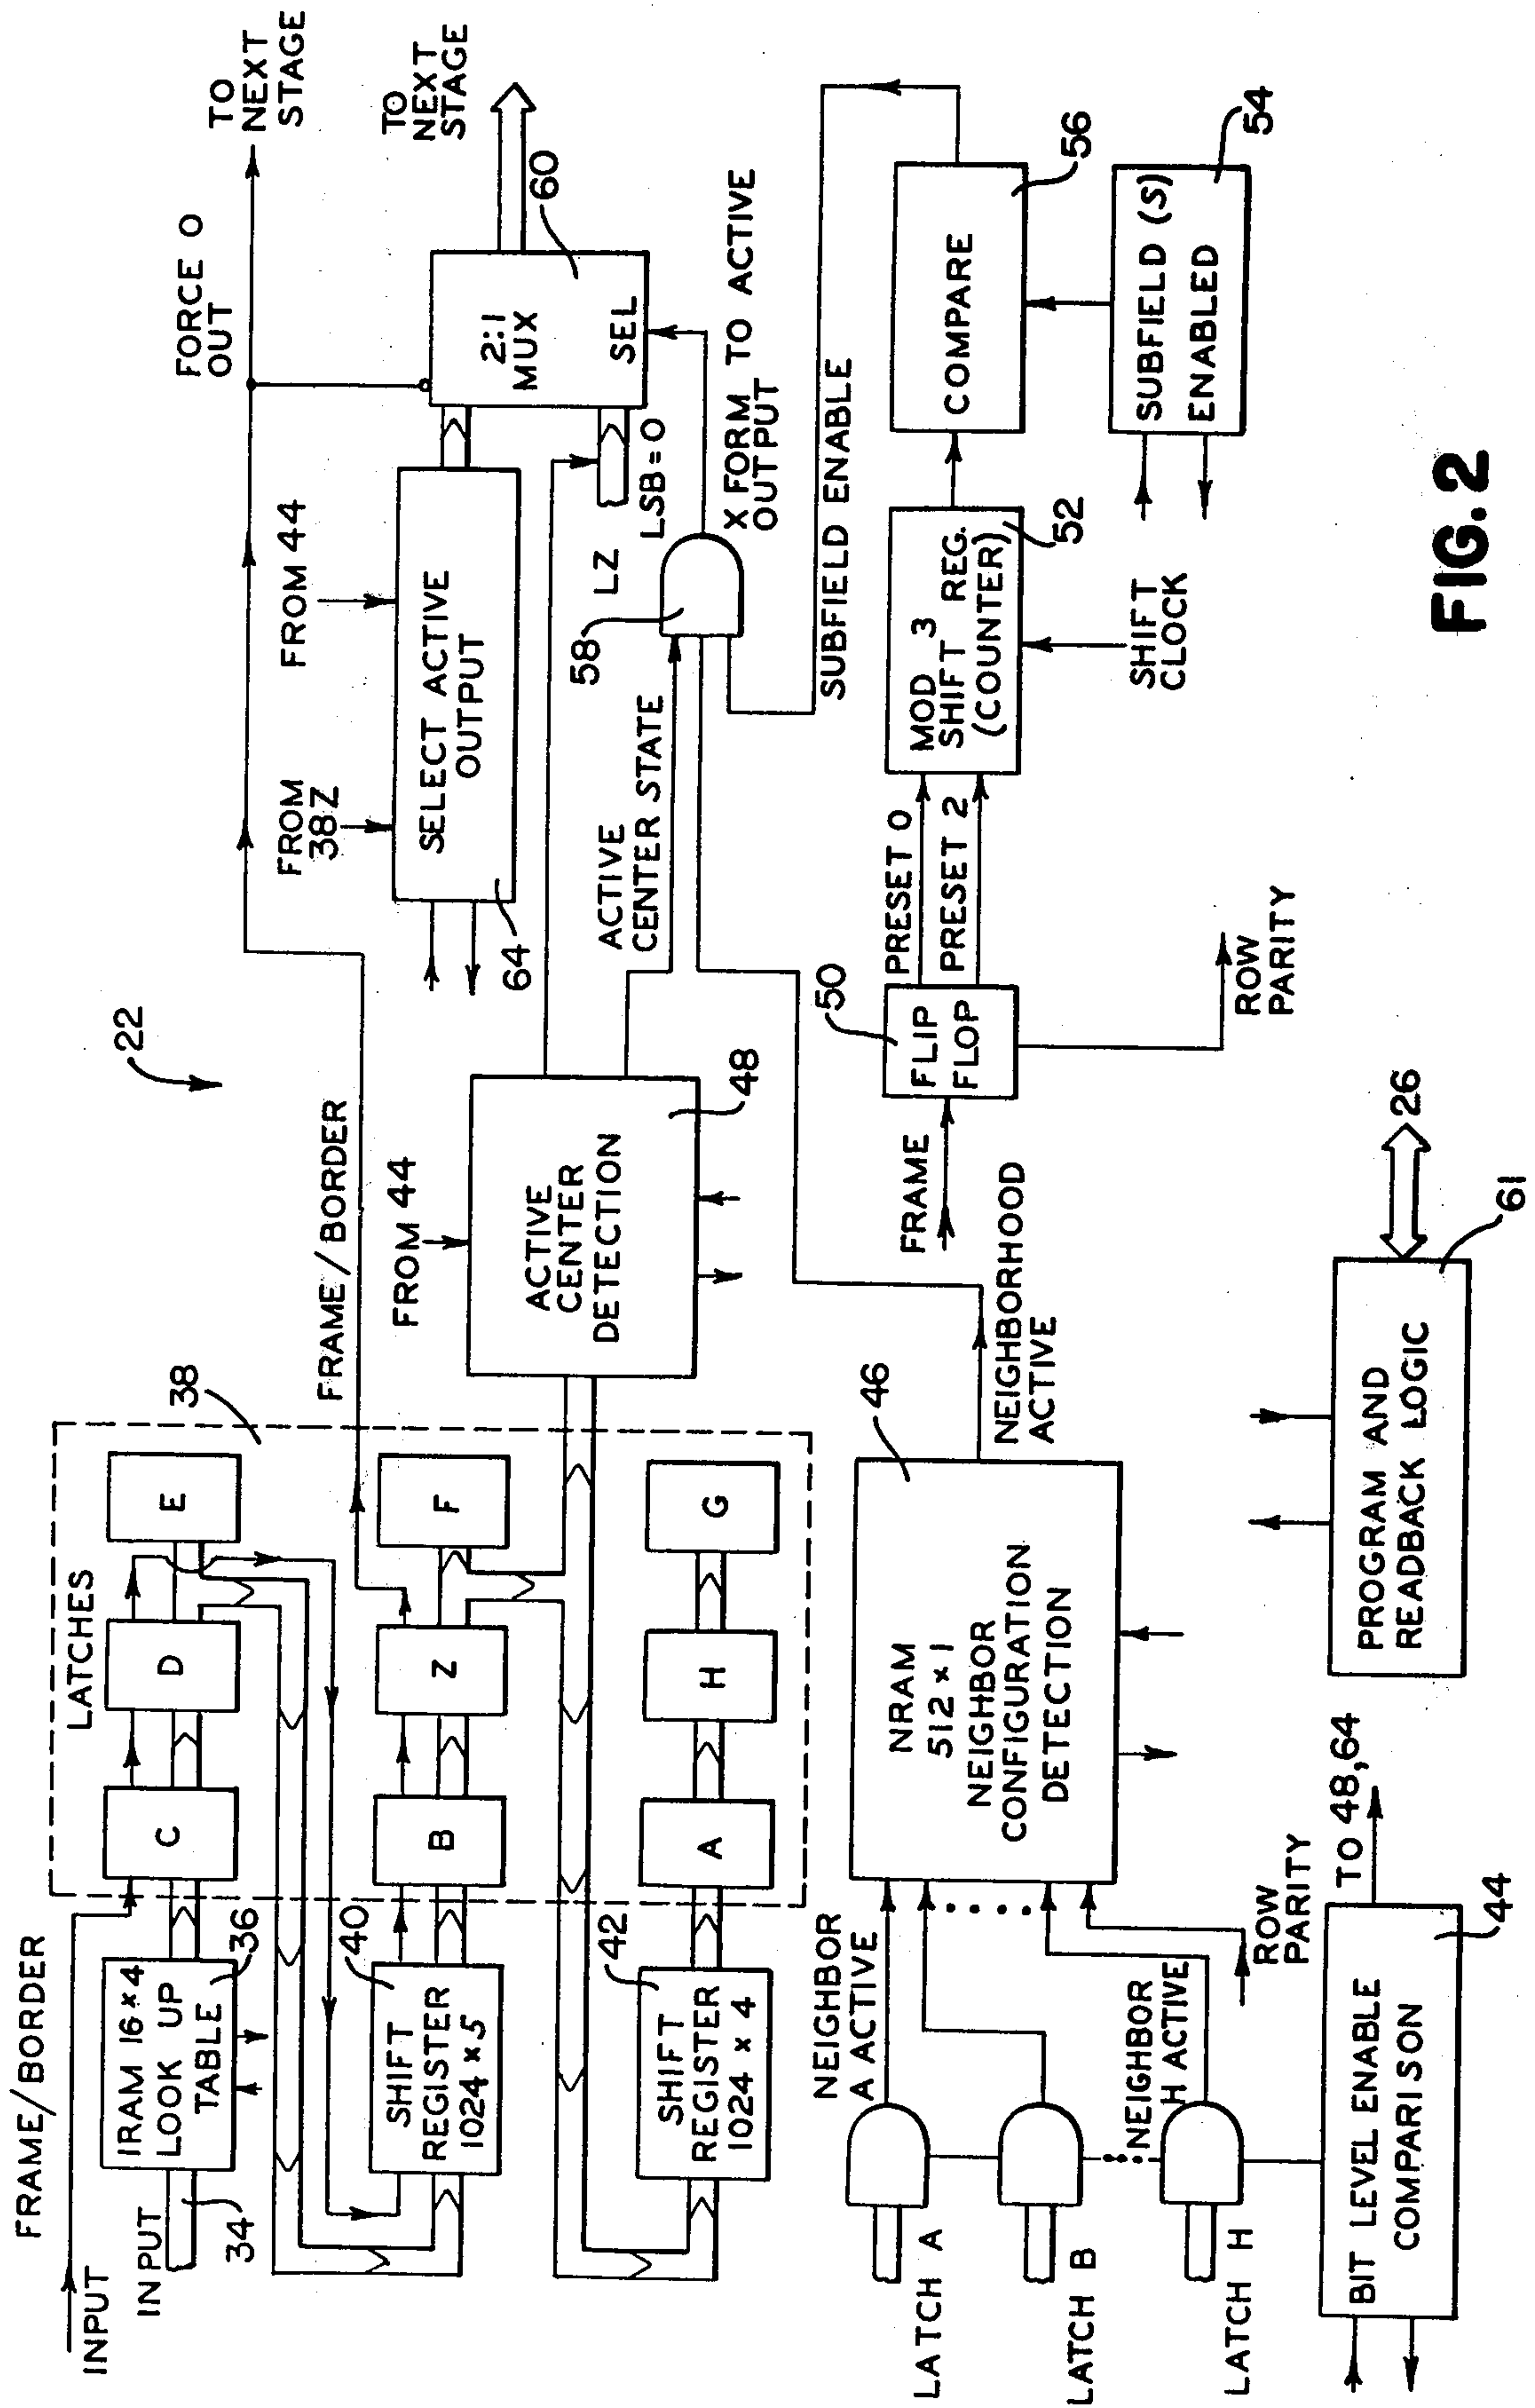 FRAME/BORDER
INPUT
INPUT
34
IRAM 16×4
LOOK UP
TABLE
36
LATCHES
C
D
E
38
SHIFT
REGISTER
1024 × 5
40
B
Z
F
FRAME/BORDER
SHIFT
REGISTER
1024 × 4
42
A
H
G
22
FROM 44
ACTIVE
CENTER
DETECTION
48
FROM
38Z
FROM 44
SELECT ACTIVE
OUTPUT
64
FORCE 0
OUT
TO
NEXT
STAGE
TO
NEXT
STAGE
2:1
MUX
SEL
60
LZ
LSB=0
ACTIVE
CENTER STATE
58
X FORM TO ACTIVE
OUTPUT
SUBFIELD ENABLE
LATCH A
LATCH B
LATCH H
NEIGHBOR
A ACTIVE
NEIGHBOR
H ACTIVE
ROW
PARITY
NRAM
512 × 1
NEIGHBOR
CONFIGURATION
DETECTION
46
NEIGHBORHOOD
ACTIVE
FRAME
FLIP
FLOP
50
PRESET 0
PRESET 2
ROW
PARITY
MOD 3
SHIFT REG.
(COUNTER)
52
SHIFT
CLOCK
COMPARE
56
SUBFIELD (S)
ENABLED
54
BIT LEVEL ENABLE
COMPARISON
44
TO 48,64
PROGRAM AND
READBACK LOGIC
61
26
FIG. 2